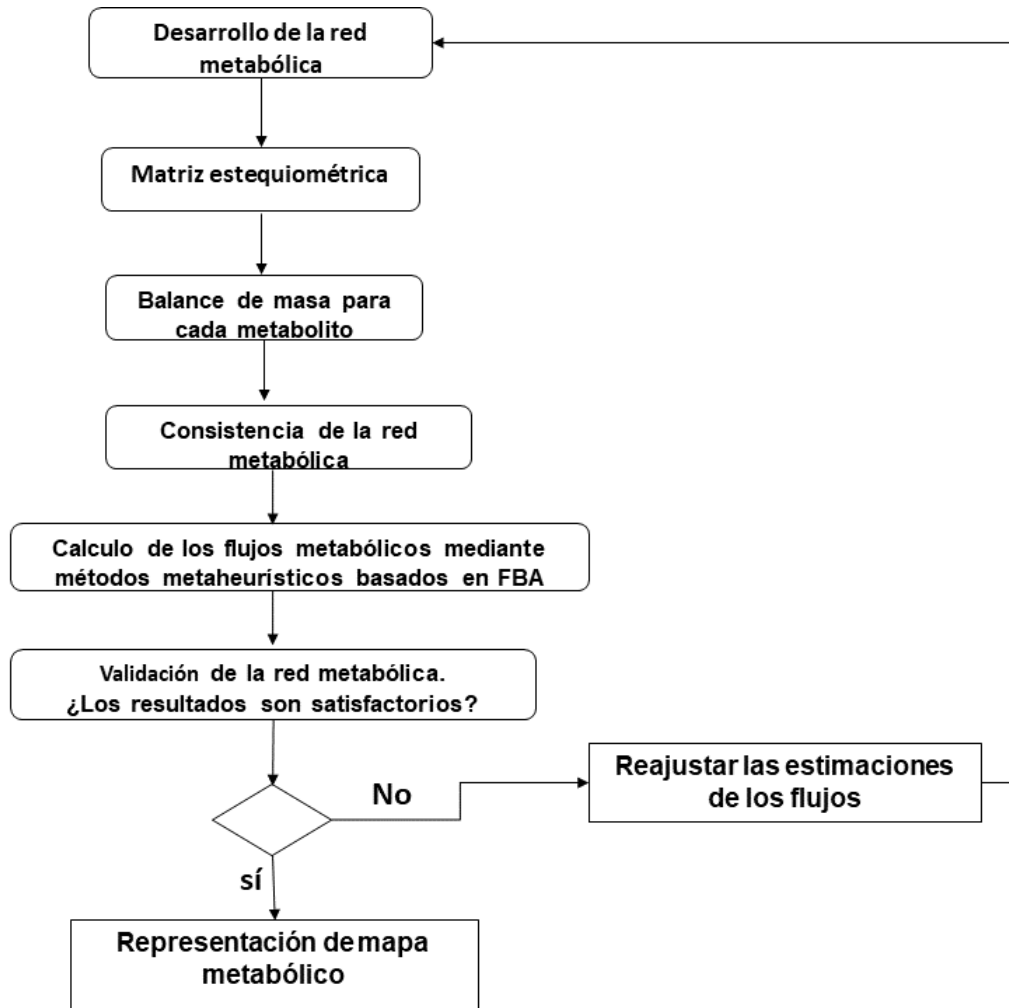 Desarrollo de la red
metabólica
Matriz estequiométrica
Balance de masa para
cada metabolito
Consistencia de la red
metabólica
Calculo de los flujos metabólicos mediante
métodos metaheurísticos basados en FBA
Validación de la red metabólica.
¿Los resultados son satisfactorios?
No
Reajustar las estimaciones
de los flujos
sí
Representación de mapa
metabólico